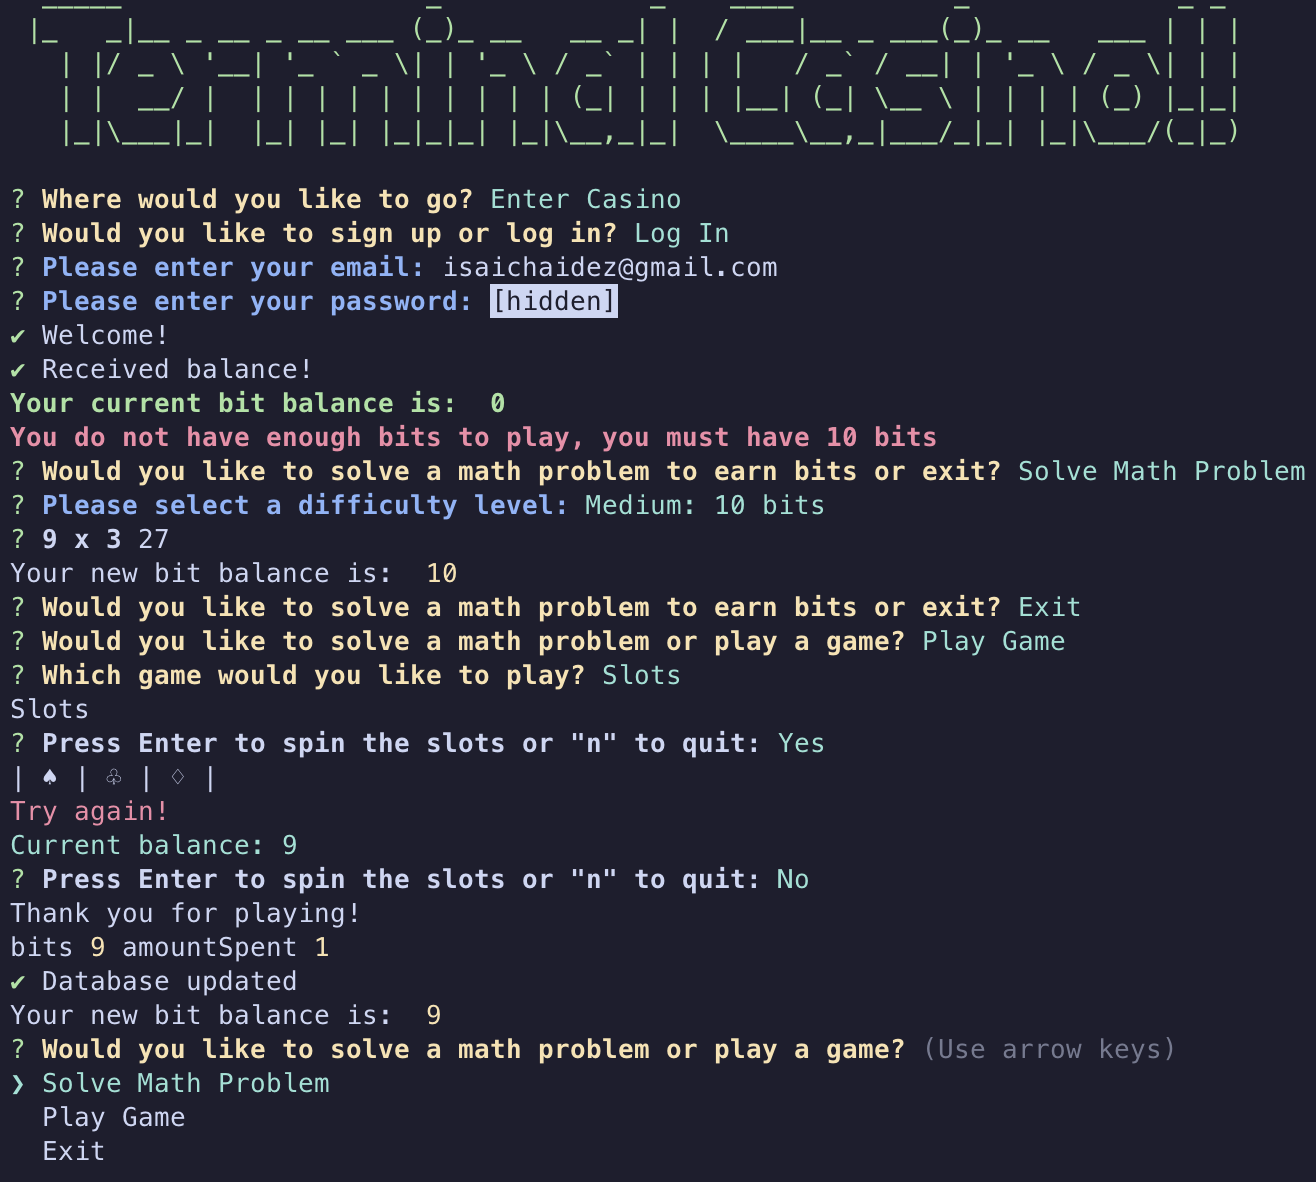 Terminal Casino!!
? Where would you like to go? Enter Casino
? Would you like to sign up or log in? Log In
? Please enter your email: isaichaidez@gmail.com
? Please enter your password: [hidden]
✔ Welcome!
✔ Received balance!
Your current bit balance is:  0
You do not have enough bits to play, you must have 10 bits
? Would you like to solve a math problem to earn bits or exit? Solve Math Problem
? Please select a difficulty level: Medium: 10 bits
? 9 x 3 27
Your new bit balance is:  10
? Would you like to solve a math problem to earn bits or exit? Exit
? Would you like to solve a math problem or play a game? Play Game
? Which game would you like to play? Slots
Slots
? Press Enter to spin the slots or "n" to quit: Yes
| ♠ | ♧ | ♢ |
Try again!
Current balance: 9
? Press Enter to spin the slots or "n" to quit: No
Thank you for playing!
bits 9 amountSpent 1
✔ Database updated
Your new bit balance is:  9
? Would you like to solve a math problem or play a game? (Use arrow keys)
❯ Solve Math Problem
  Play Game
  Exit